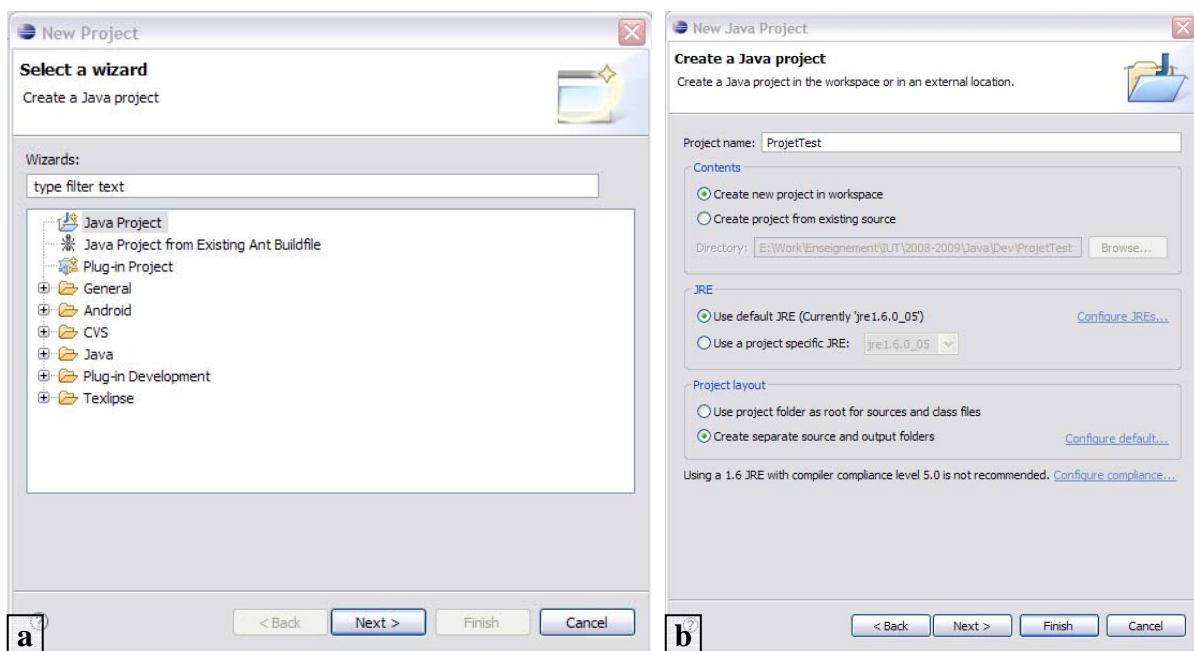 New Project
Select a wizard
Create a Java project
Wizards:
type filter text
Java Project
Java Project from Existing Ant Buildfile
Plug-in Project
General
Android
CVS
Java
Plug-in Development
Texlipse
< Back Next > Finish Cancel
a
New Java Project
Create a Java project
Create a Java project in the workspace or in an external location.
Project name: ProjetTest
Contents
Create new project in workspace
Create project from existing source
Directory: E:\Work\Enseignement\IUT\2008-2009\Java\Dev\ProjetTest Browse...
JRE
Use default JRE (Currently 'jre1.6.0_05') Configure JREs...
Use a project specific JRE: jre1.6.0_05
Project layout
Use project folder as root for sources and class files
Create separate source and output folders Configure default...
Using a 1.6 JRE with compiler compliance level 5.0 is not recommended. Configure compliance...
< Back Next > Finish Cancel
b